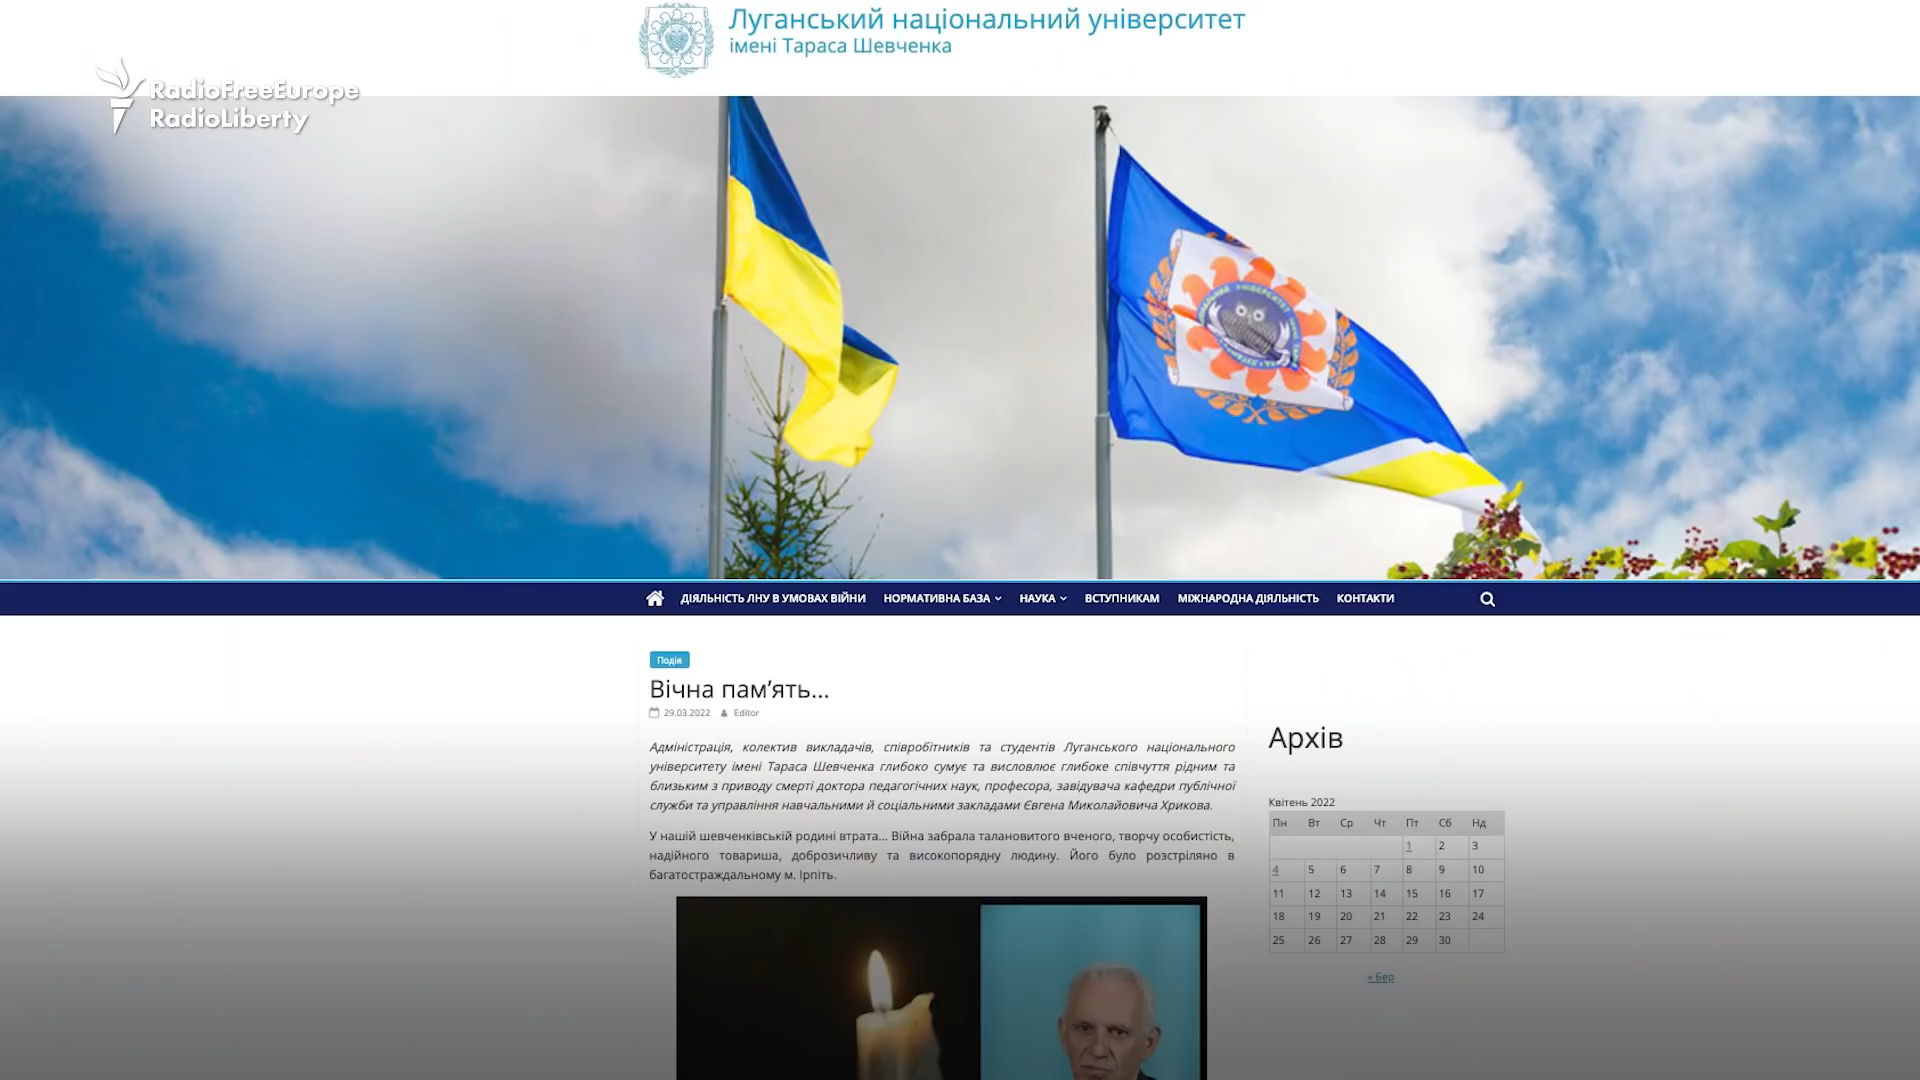 Луганський національний університет
імені Тараса Шевченка
RadioFreeEurope
RadioLiberty
ДІЯЛЬНІСТЬ ЛНУ В УМОВАХ ВІЙНИ НОРМАТИВНА БАЗА НАУКА ВСТУПНИКАМ МІЖНАРОДНА ДІЯЛЬНІСТЬ КОНТАКТИ
Подія
Вічна пам’ять...
29.03.2022 Editor
Адміністрація, колектив викладачів, співробітників та студентів Луганського національного
університету імені Тараса Шевченка глибоко сумує та висловлює глибоке співчуття рідним та
близьким з приводу смерті доктора педагогічних наук, професора, завідувача кафедри публічної
служби та управління навчальними й соціальними закладами Євгена Миколайовича Хрикова.
У нашій шевченківській родині втрата... Війна забрала талановитого вченого, творчу особистість,
надійного товариша, доброзичливу та високопорядну людину. Його було розстріляно в
багатостраждальному м. Ірпіть.
Архів
Квітень 2022
Пн Вт Ср Чт Пт Сб Нд
1 2 3
4 5 6 7 8 9 10
11 12 13 14 15 16 17
18 19 20 21 22 23 24
25 26 27 28 29 30
« Бер